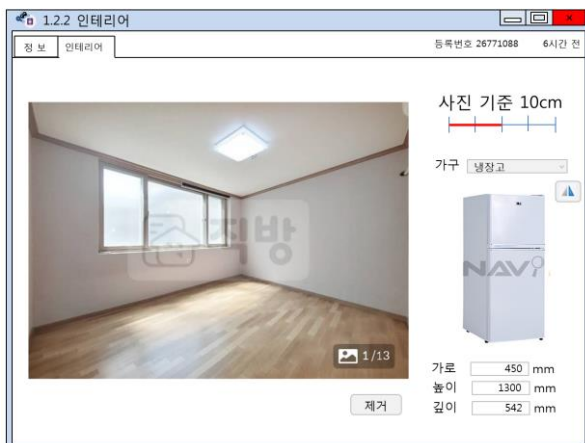 1.2.2 인테리어
정 보
인테리어
등록번호 26771088 6시간 전
사진 기준 10cm
가구 냉장고
직방
NAVI
1/13
제거
가로 450 mm
높이 1300 mm
깊이 542 mm